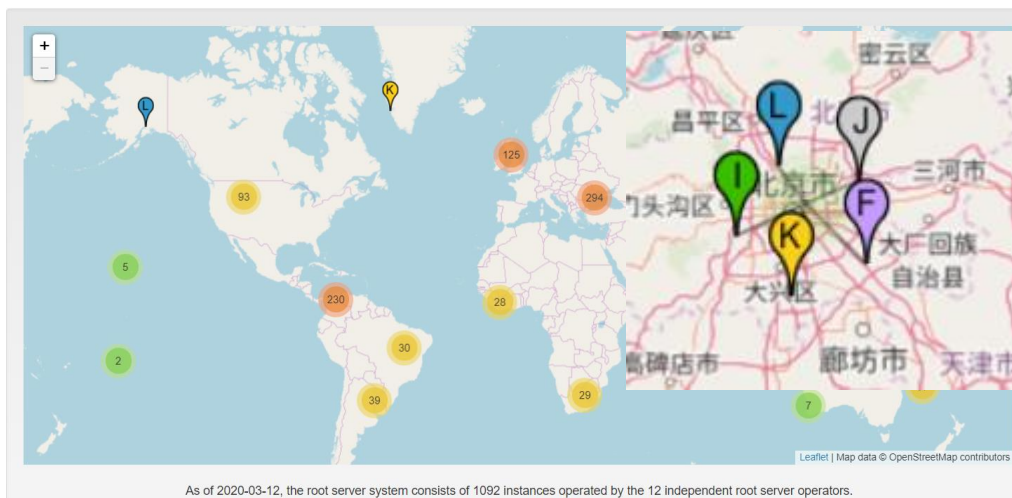 +
−
L
K
125
93
294
5
230
28
2
30
39
29
7
密云区
L
J
昌平区
I
北京市
三河市
F
门头沟区
K
大厂回族
自治县
大兴区
高碑店市
廊坊市
天津市
Leaflet | Map data © OpenStreetMap contributors
As of 2020-03-12, the root server system consists of 1092 instances operated by the 12 independent root server operators.